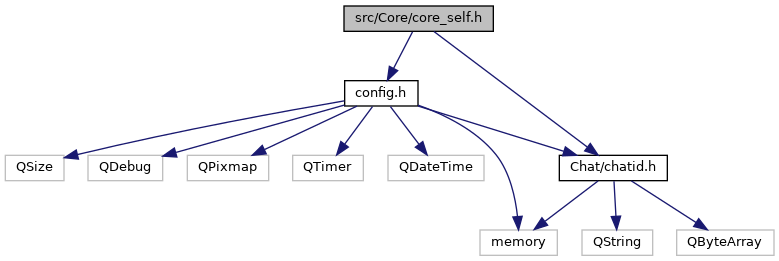 src/Core/core_self.h
config.h
QSize
QDebug
QPixmap
QTimer
QDateTime
Chat/chatid.h
memory
QString
QByteArray